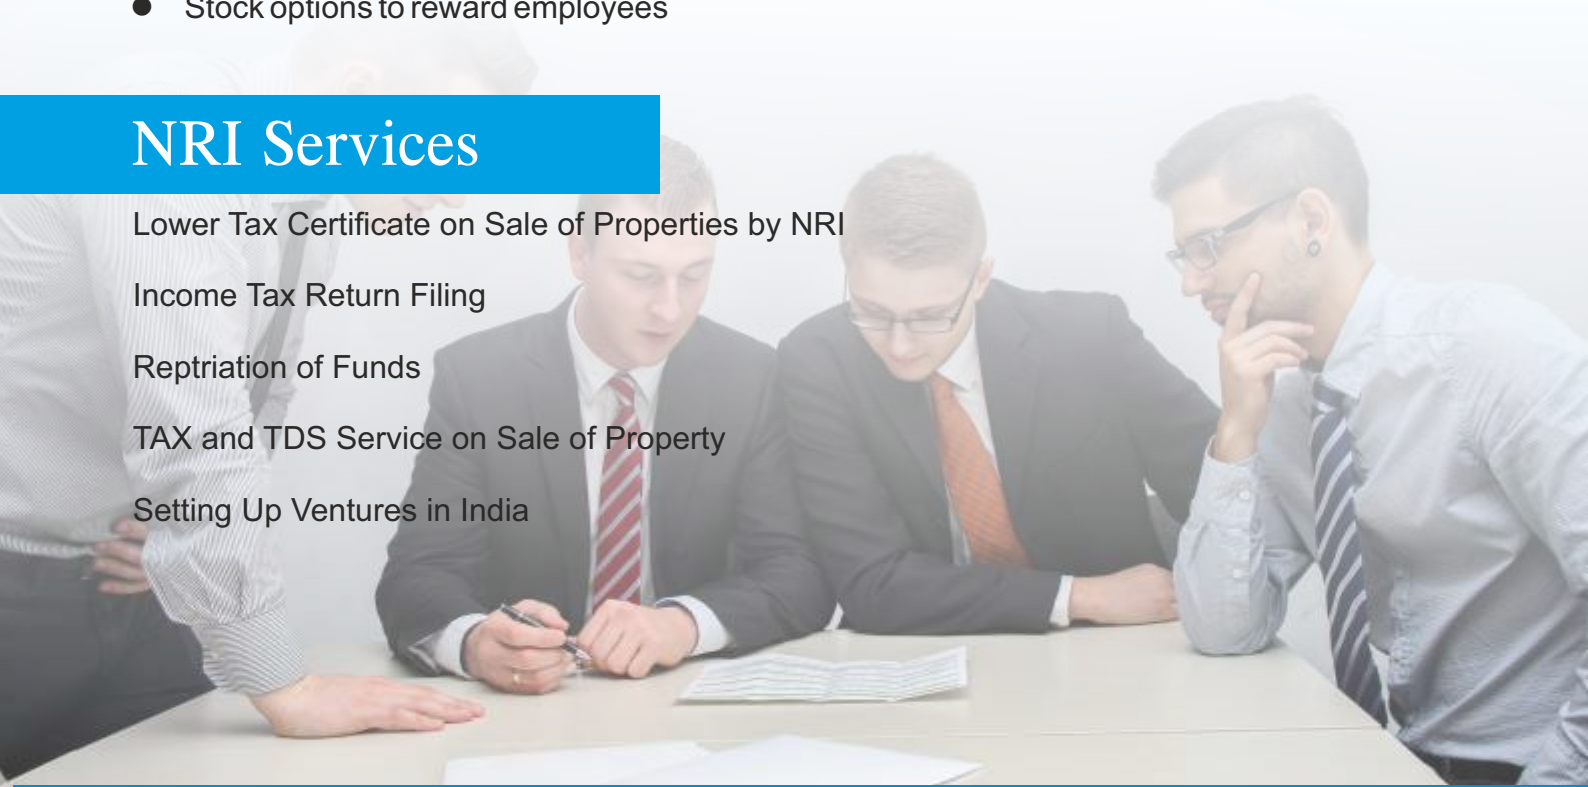 ● Stock options to reward employees
NRI Services
Lower Tax Certificate on Sale of Properties by NRI
Income Tax Return Filing
Reptriation of Funds
TAX and TDS Service on Sale of Property
Setting Up Ventures in India